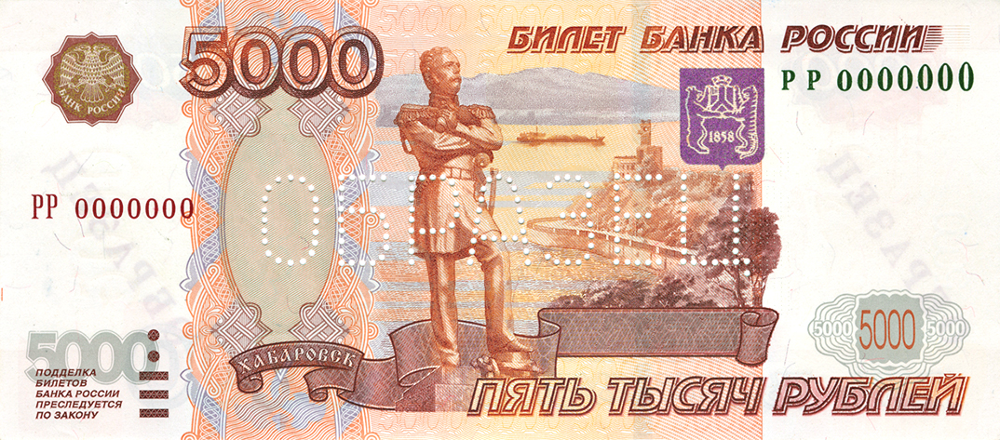 5000
БИЛЕТ БАНКА РОССИИ
БАНК РОССИИ
РР 0000000
1858
ОБРАЗЕЦ
РР 0000000
ХАБАРОВСК
5000
5000 5000 5000
ПОДДЕЛКА
БИЛЕТОВ
БАНКА РОССИИ
ПРЕСЛЕДУЕТСЯ
ПО ЗАКОНУ
ПЯТЬ ТЫСЯЧ РУБЛЕЙ